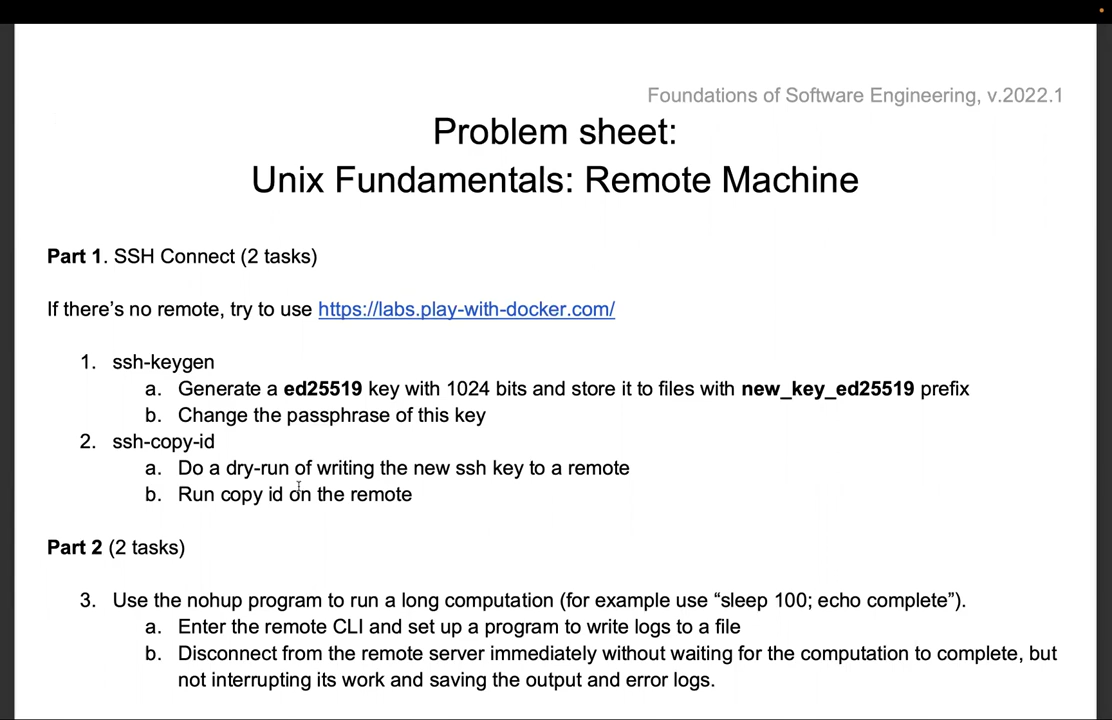 Foundations of Software Engineering, v.2022.1
Problem sheet:
Unix Fundamentals: Remote Machine
Part 1. SSH Connect (2 tasks)
If there’s no remote, try to use https://labs.play-with-docker.com/
1. ssh-keygen
a. Generate a ed25519 key with 1024 bits and store it to files with new_key_ed25519 prefix
b. Change the passphrase of this key
2. ssh-copy-id
a. Do a dry-run of writing the new ssh key to a remote
b. Run copy id on the remote
Part 2 (2 tasks)
3. Use the nohup program to run a long computation (for example use “sleep 100; echo complete”).
a. Enter the remote CLI and set up a program to write logs to a file
b. Disconnect from the remote server immediately without waiting for the computation to complete, but
not interrupting its work and saving the output and error logs.